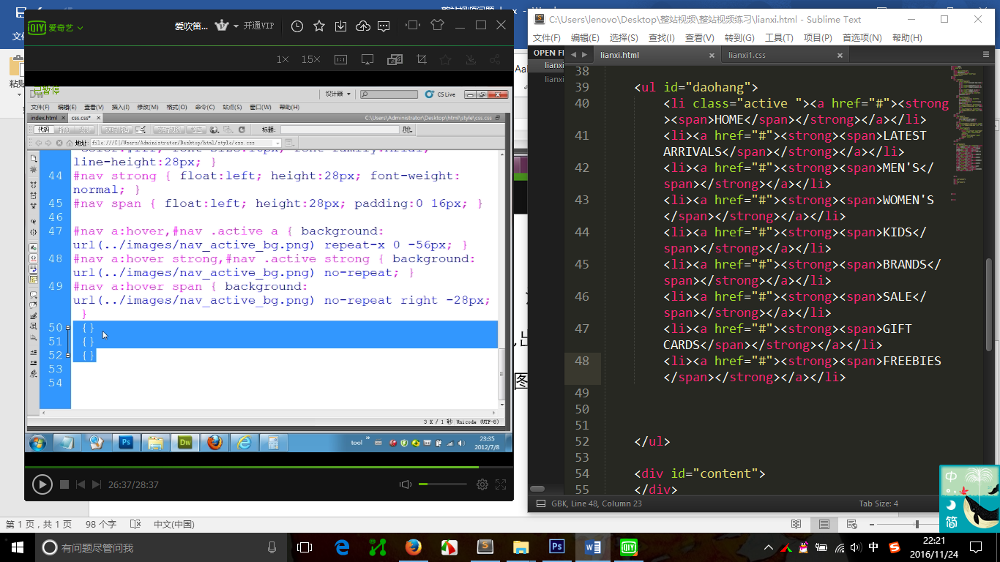 爱奇艺
爱吹笛...
开通VIP
1×
1.5×
暂停
设计器
CS Live
文件(F) 编辑(E) 查看(V) 插入(I) 修改(M) 格式(O) 命令(C) 站点(S) 窗口(W) 帮助(H)
index.html
css.css*
C:\Users\Administrator\Desktop\html\style\css.css
代码
标题:
地址: file:///C|/Users/Administrator/Desktop/html/style/css.css
line-height:28px; }
44 #nav strong { float:left; height:28px; font-weight:
normal; }
45 #nav span { float:left; height:28px; padding:0 16px; }
46
47 #nav a:hover,#nav .active a { background:
url(../images/nav_active_bg.png) repeat-x 0 -56px; }
48 #nav a:hover strong,#nav .active strong { background:
url(../images/nav_active_bg.png) no-repeat; }
49 #nav a:hover span { background:
url(../images/nav_active_bg.png) no-repeat right -28px;
}
50 {}
51 {}
52 {}
53
54
3 K / 1 秒 Unicode (UTF-8)
tool
23:35
2012/7/8
26:37/28:37
C:\Users\lenovo\Desktop\整站视频\整站视频练习\lianxi.html - Sublime Text
文件(F) 编辑(E) 选择(S) 查找(I) 查看(V) 转到(G) 工具(T) 项目(P) 首选项(N) 帮助(H)
OPEN FI
lianxi
lianxi
lianxi.html
lianxi1.css
38
39 <ul id="daohang">
40 <li class="active "><a href="#"><strong
><span>HOME</span></strong></a></li>
41 <li><a href="#"><strong><span>LATEST
ARRIVALS</span></strong></a></li>
42 <li><a href="#"><strong><span>MEN'S</
span></strong></a></li>
43 <li><a href="#"><strong><span>WOMEN'S
</span></strong></a></li>
44 <li><a href="#"><strong><span>KIDS</
span></strong></a></li>
45 <li><a href="#"><strong><span>BRANDS</
span></strong></a></li>
46 <li><a href="#"><strong><span>SALE</
span></strong></a></li>
47 <li><a href="#"><strong><span>GIFT
CARDS</span></strong></a></li>
48 <li><a href="#"><strong><span>FREEBIES
</span></strong></a></li>
49
50
51
52 </ul>
53
54 <div id="content">
55 </div>
GBK, Line 48, Column 23
Tab Size: 4
中
简
第 1 页，共 1 页
98 个字
中文(中国)
有问题尽管问我
中
22:21
2016/11/24